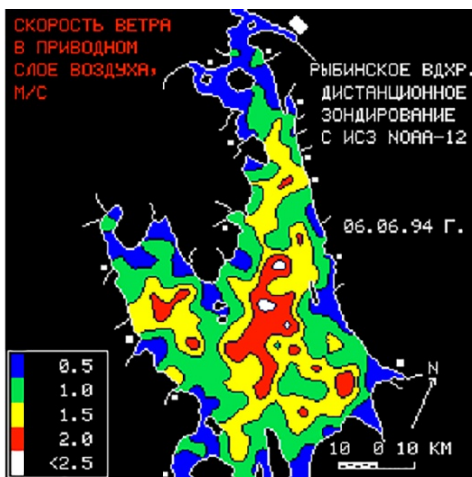 СКОРОСТЬ ВЕТРА
В ПРИВОДНОМ
СЛОЕ ВОЗДУХА,
М/С
РЫБИНСКОЕ ВДХР.
ДИСТАНЦИОННОЕ
ЗОНДИРОВАНИЕ
С ИСЗ NOAA-12
06.06.94 Г.
0.5
1.0
1.5
2.0
<2.5
N
10 0 10 КМ